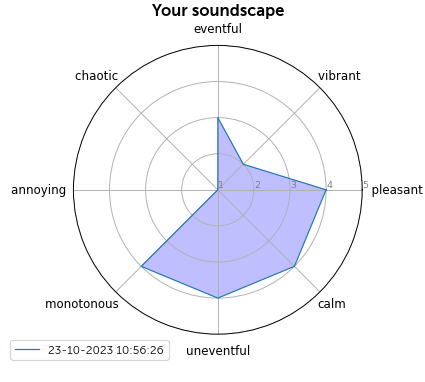 Your soundscape
eventful
chaotic
vibrant
annoying
1
2
3
4
5
pleasant
monotonous
calm
uneventful
23-10-2023 10:56:26